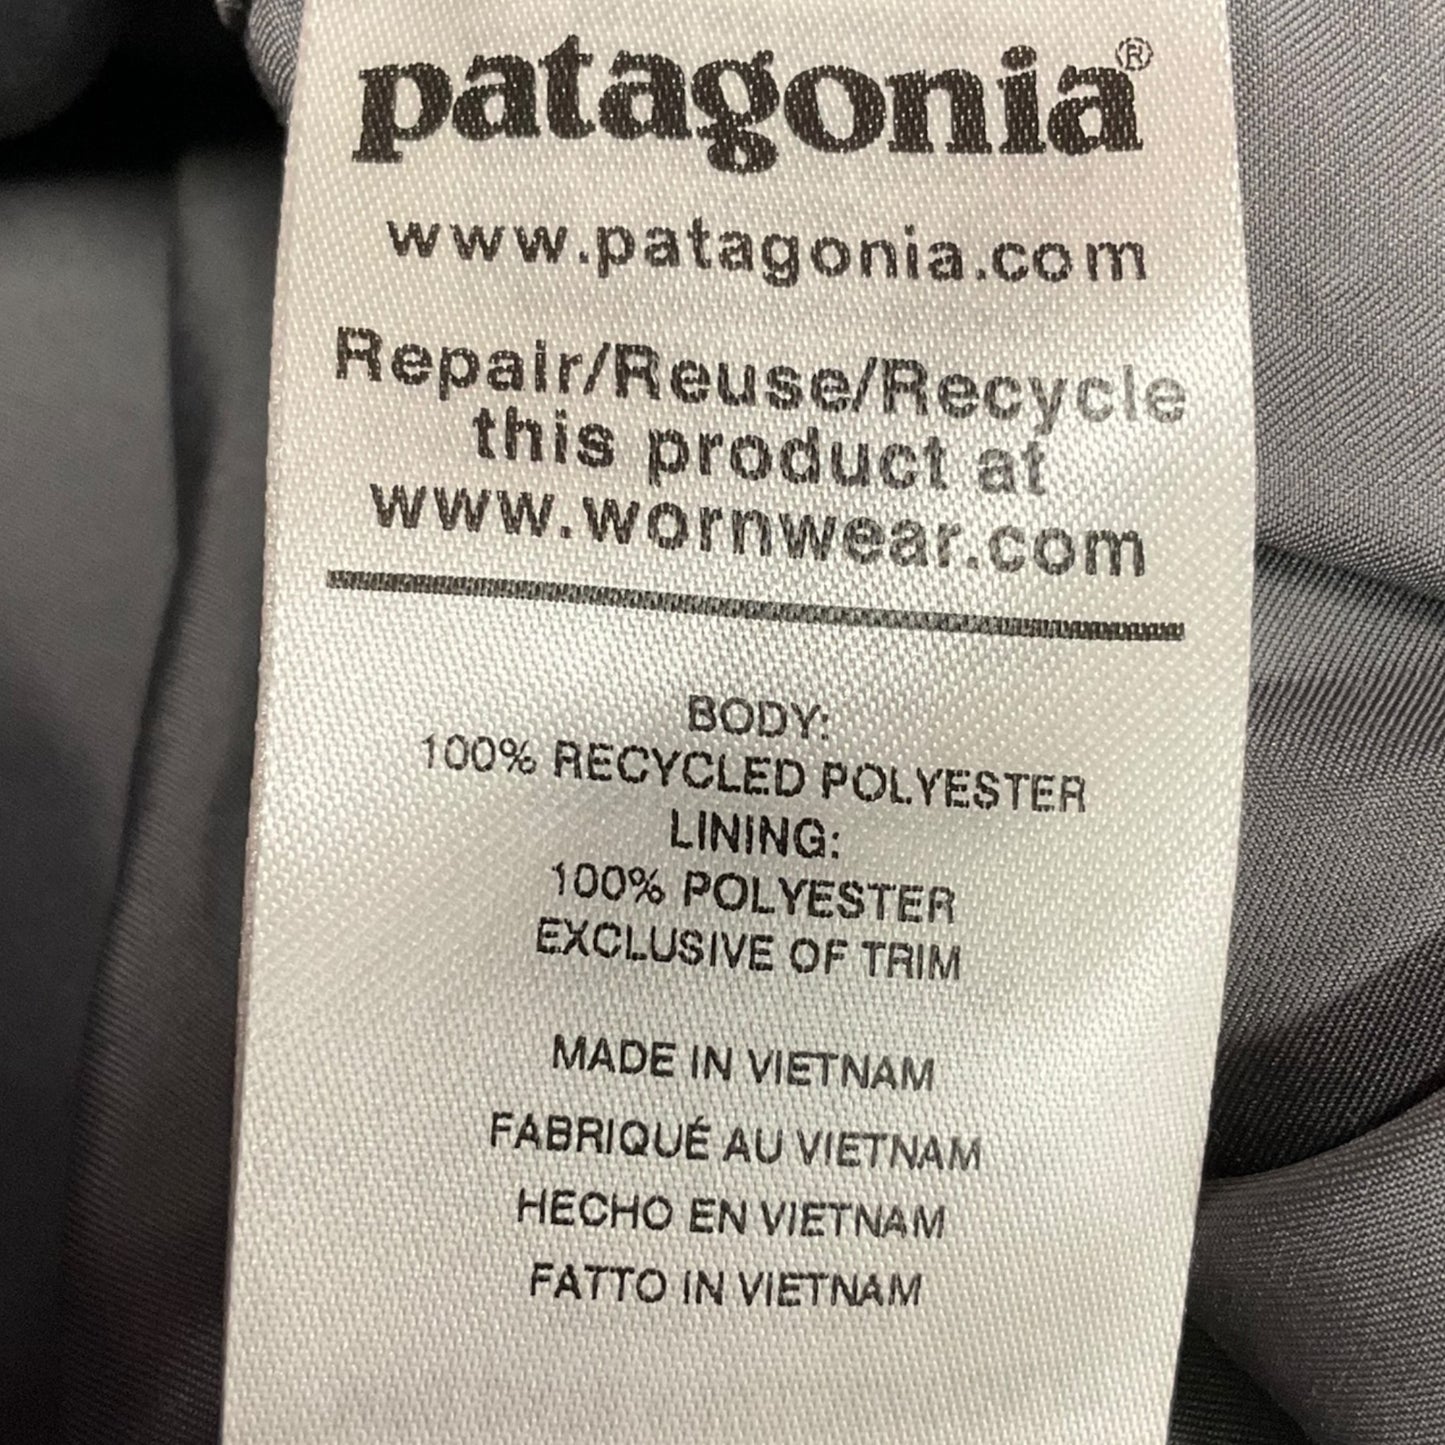 patagonia®
www.patagonia.com
Repair/Reuse/Recycle
this product at
www.wornwear.com
BODY:
100% RECYCLED POLYESTER
LINING:
100% POLYESTER
EXCLUSIVE OF TRIM
MADE IN VIETNAM
FABRIQUÉ AU VIETNAM
HECHO EN VIETNAM
FATTO IN VIETNAM